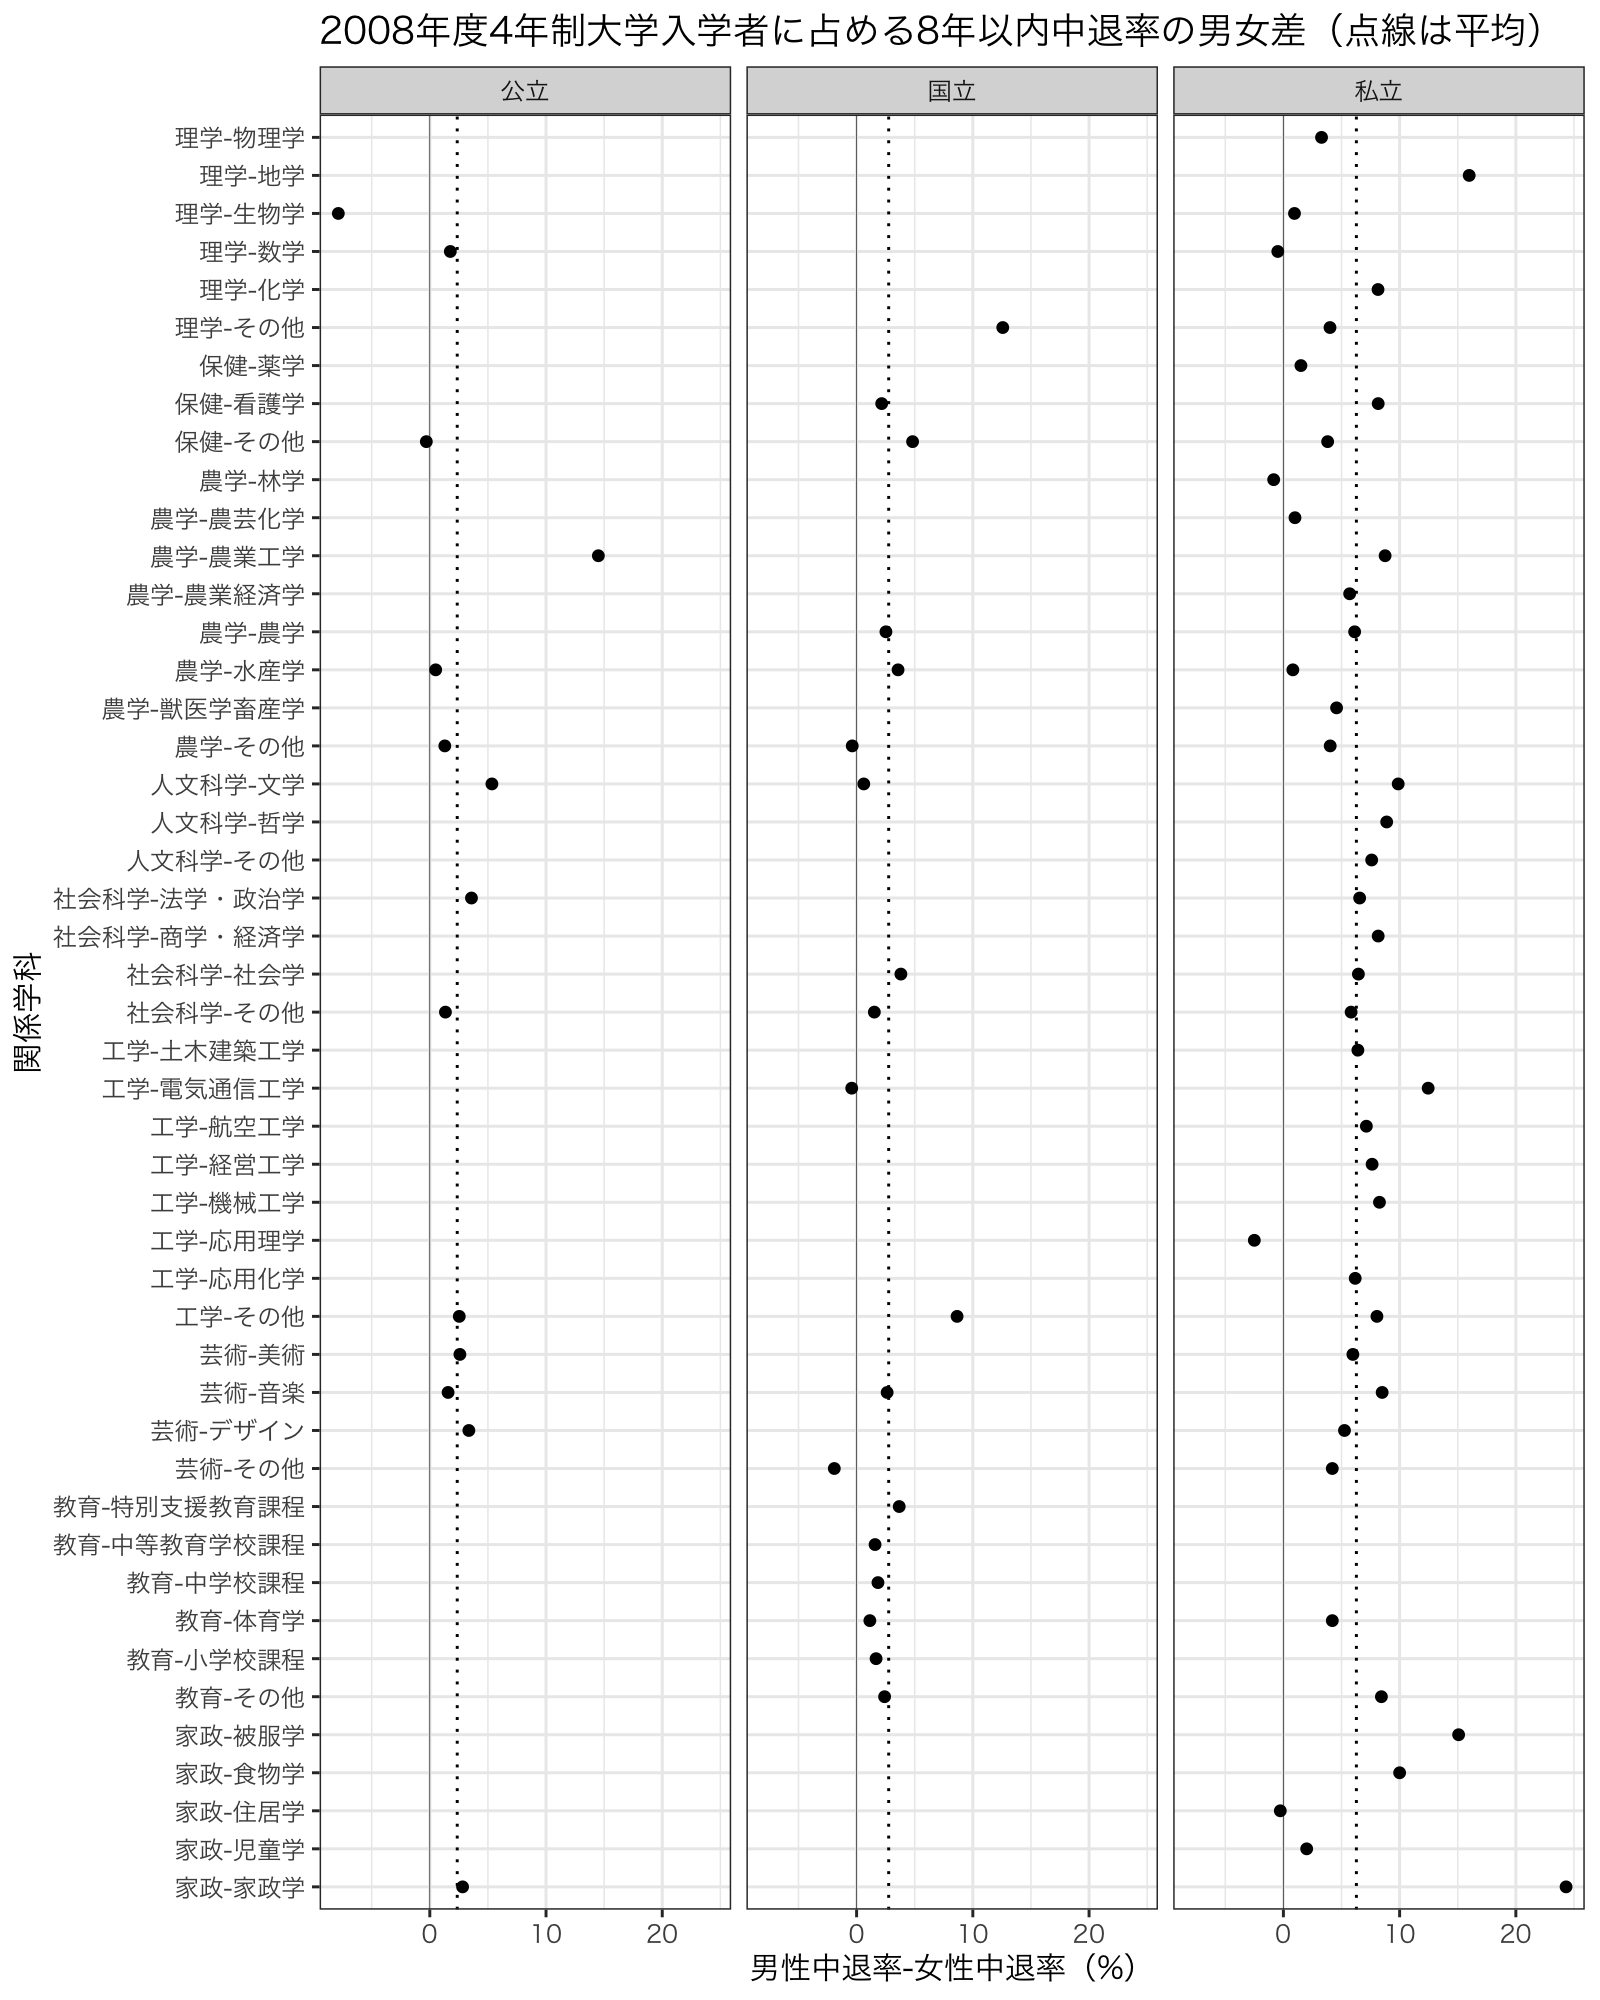 2008年度4年制大学入学者に占める8年以内中退率の男女差（点線は平均）
公立
国立
私立
理学-物理学
理学-地学
理学-生物学
理学-数学
理学-化学
理学-その他
保健-薬学
保健-看護学
保健-その他
農学-林学
農学-農芸化学
農学-農業工学
農学-農業経済学
農学-農学
農学-水産学
農学-獣医学畜産学
農学-その他
人文科学-文学
人文科学-哲学
人文科学-その他
社会科学-法学・政治学
社会科学-商学・経済学
社会科学-社会学
社会科学-その他
工学-土木建築工学
工学-電気通信工学
工学-航空工学
工学-経営工学
工学-機械工学
工学-応用理学
工学-応用化学
工学-その他
芸術-美術
芸術-音楽
芸術-デザイン
芸術-その他
教育-特別支援教育課程
教育-中等教育学校課程
教育-中学校課程
教育-体育学
教育-小学校課程
教育-その他
家政-被服学
家政-食物学
家政-住居学
家政-児童学
家政-家政学
関係学科
0 10 20
0 10 20
0 10 20
男性中退率-女性中退率（%）